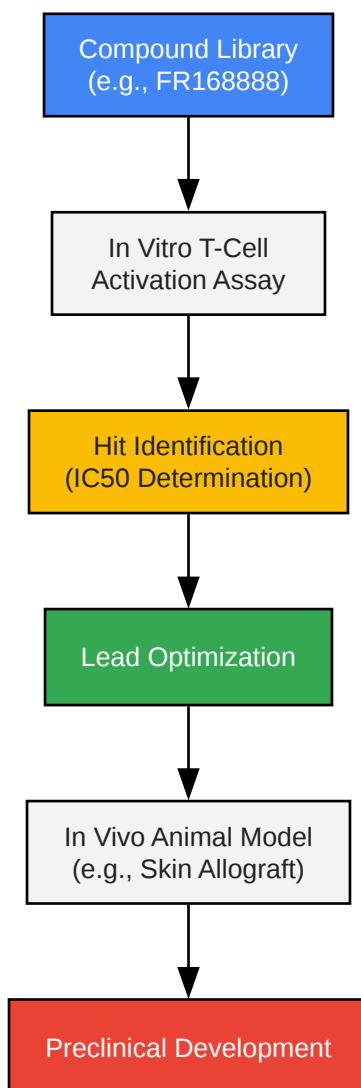 Compound Library
(e.g., FR168888)
In Vitro T-Cell
Activation Assay
Hit Identification
(IC50 Determination)
Lead Optimization
In Vivo Animal Model
(e.g., Skin Allograft)
Preclinical Development